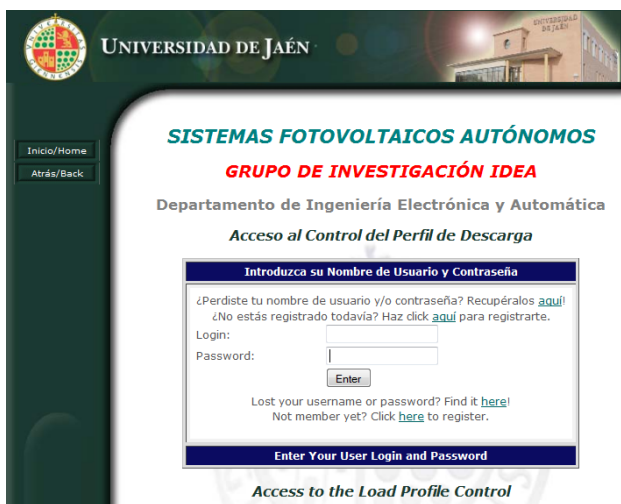 UNIVERSIDAD DE JAÉN
UNIVERSIDAD
DE JAÉN
Inicio/Home
Atrás/Back
SISTEMAS FOTOVOLTAICOS AUTÓNOMOS
GRUPO DE INVESTIGACIÓN IDEA
Departamento de Ingeniería Electrónica y Automática
Acceso al Control del Perfil de Descarga
Introduzca su Nombre de Usuario y Contraseña
¿Perdiste tu nombre de usuario y/o contraseña? Recupéralos aquí!
¿No estás registrado todavía? Haz click aquí para registrarte.
Login:
Password:
Enter
Lost your username or password? Find it here!
Not member yet? Click here to register.
Enter Your User Login and Password
Access to the Load Profile Control